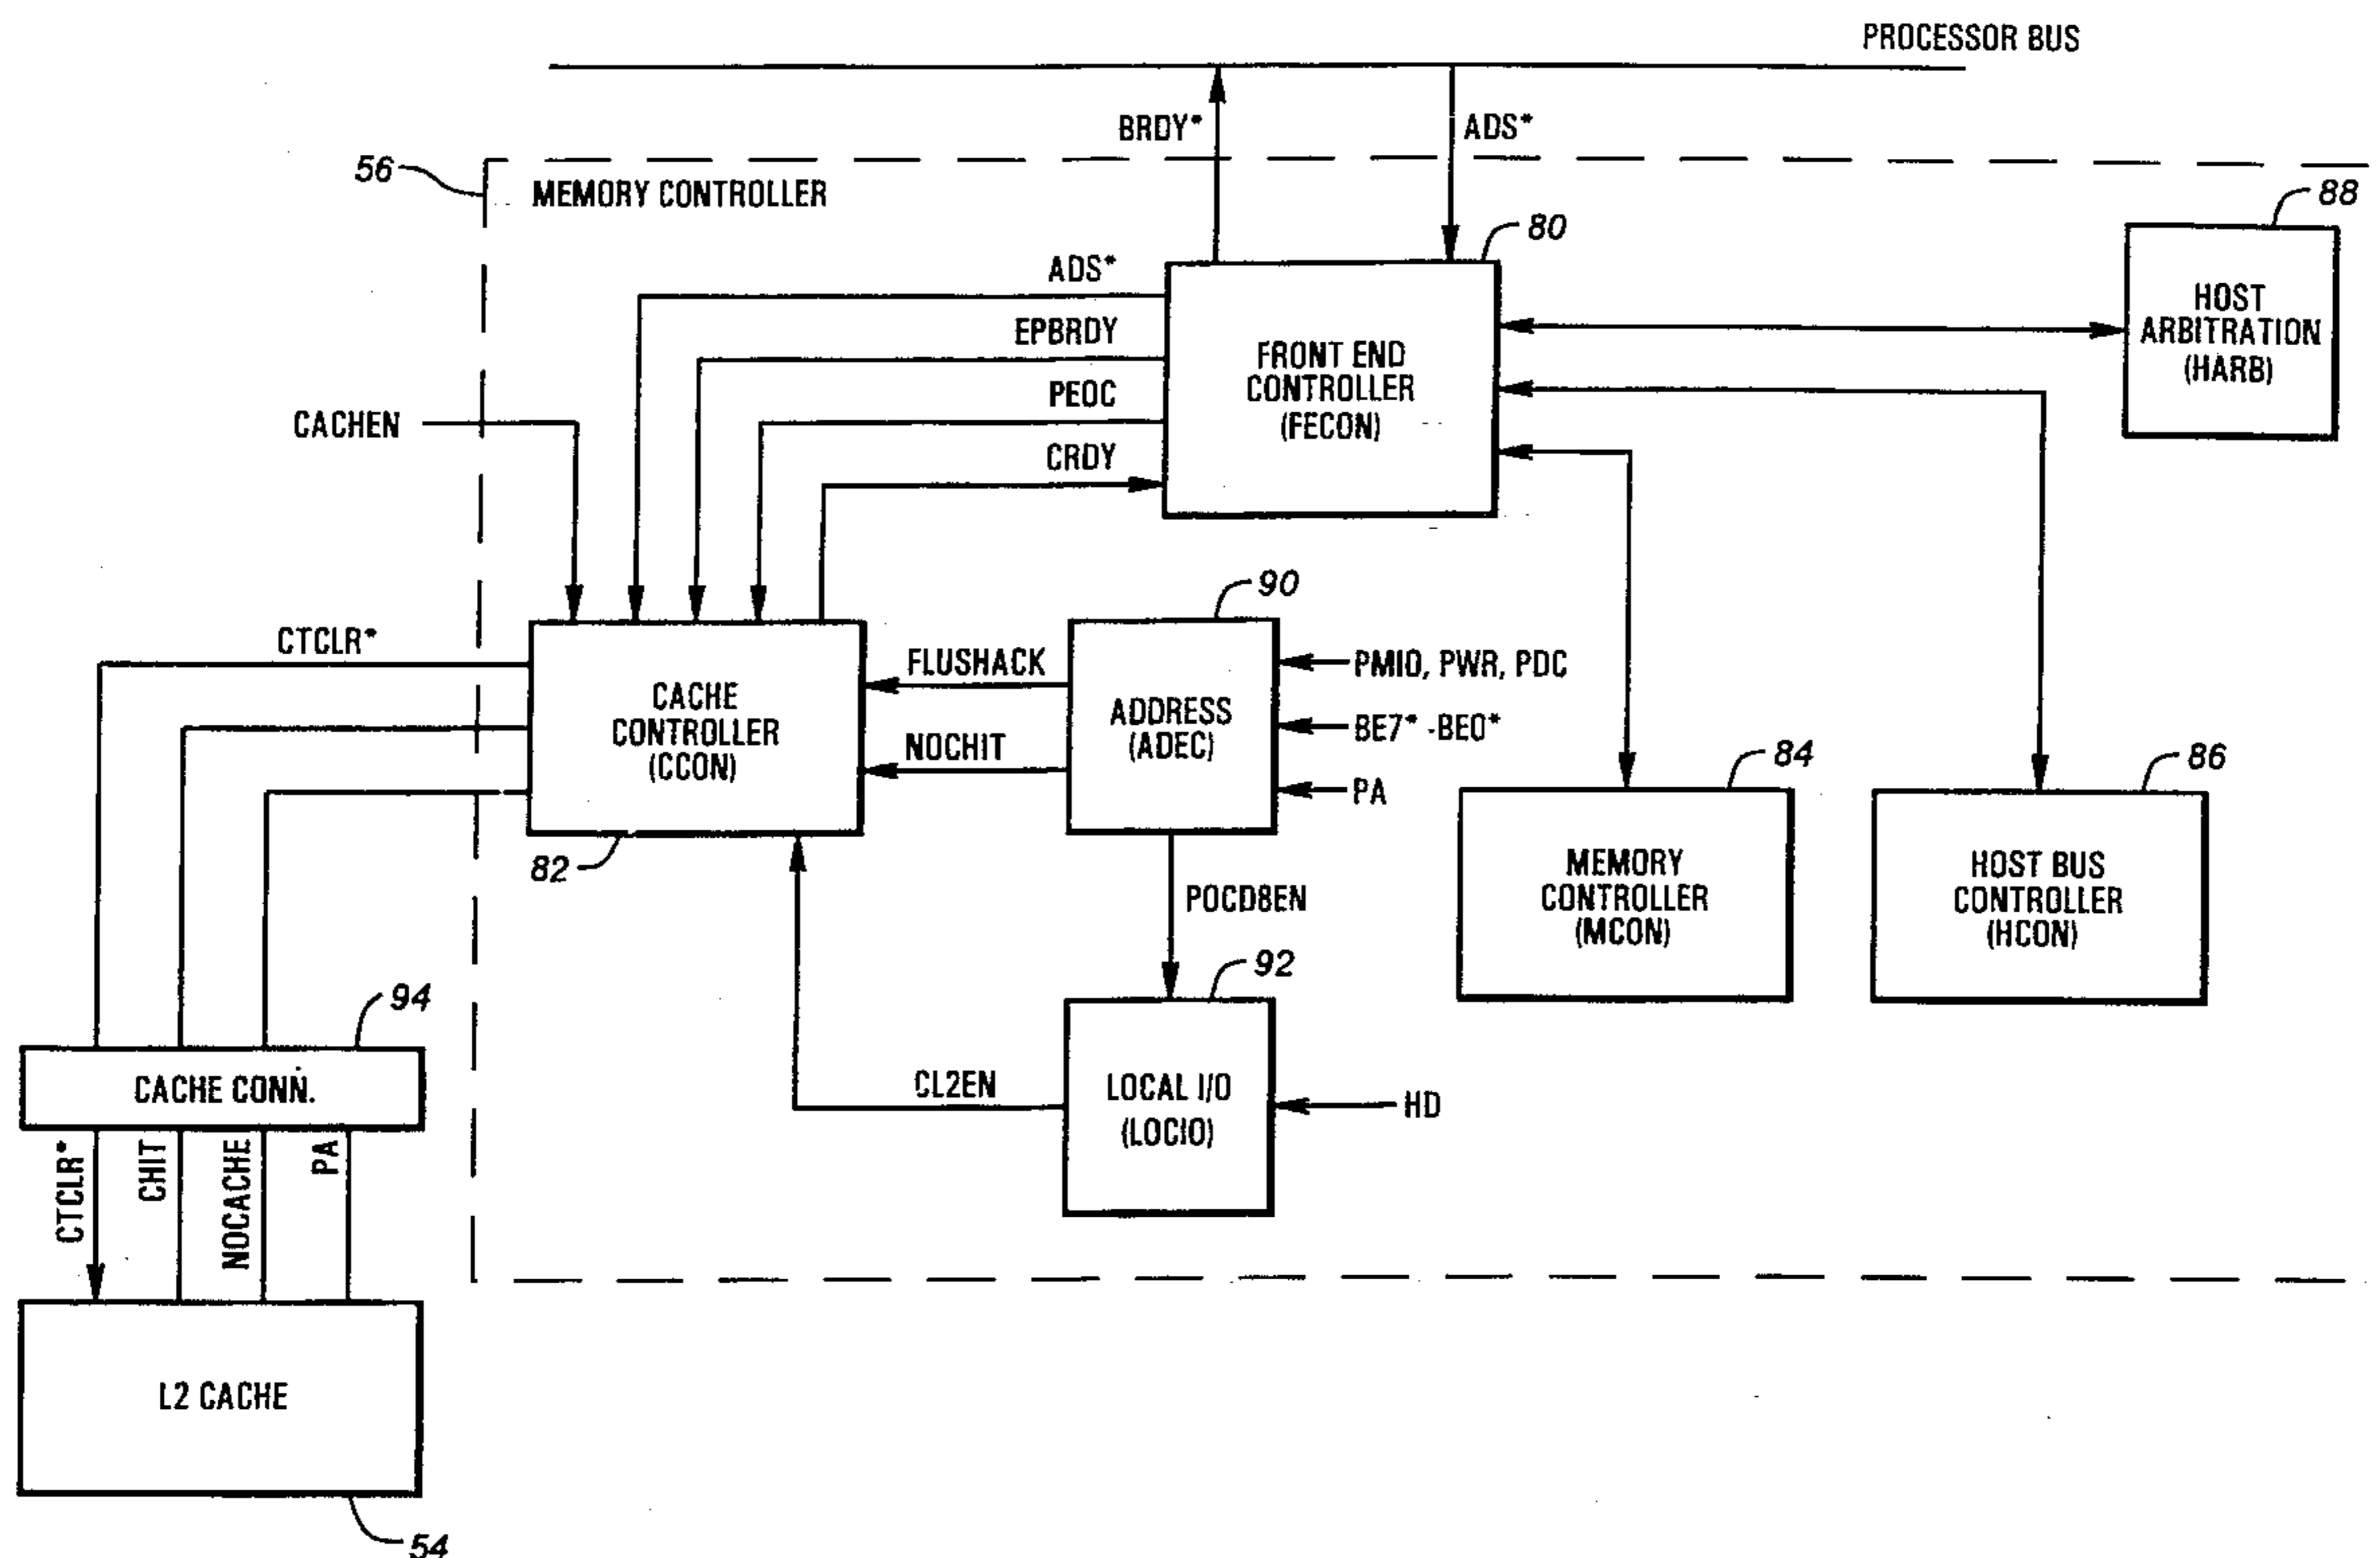 PROCESSOR BUS
BRDY*
ADS*
56
MEMORY CONTROLLER
88
80
ADS*
HOST
ARBITRATION
(HARB)
EPBRDY
FRONT END
CONTROLLER
(FECON)
PEOC
CACHEN
CRDY
90
CTCLR*
FLUSHACK
PMIO, PWR, PDC
CACHE
CONTROLLER
(CCON)
ADDRESS
(ADEC)
BE7* -BE0*
NOCHIT
84
86
PA
82
MEMORY
CONTROLLER
(MCON)
HOST BUS
CONTROLLER
(HCON)
POCD8EN
92
94
CACHE CONN.
CL2EN
LOCAL I/O
(LOCIO)
HD
CTCLR*
CHIT
NOCACHE
PA
L2 CACHE
54